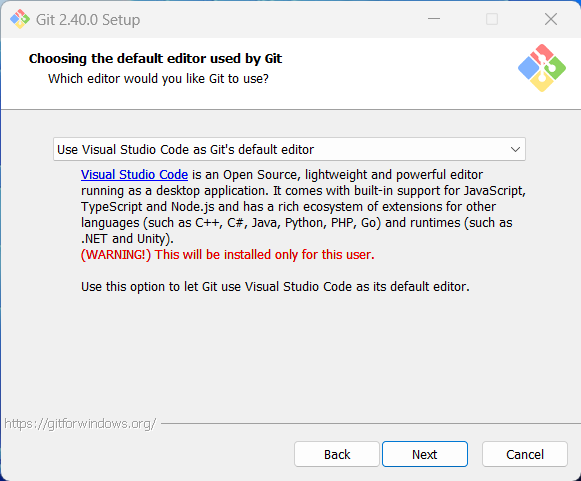 Git 2.40.0 Setup
Choosing the default editor used by Git
Which editor would you like Git to use?
Use Visual Studio Code as Git's default editor
Visual Studio Code is an Open Source, lightweight and powerful editor
running as a desktop application. It comes with built-in support for JavaScript,
TypeScript and Node.js and has a rich ecosystem of extensions for other
languages (such as C++, C#, Java, Python, PHP, Go) and runtimes (such as
.NET and Unity).
(WARNING!) This will be installed only for this user.
Use this option to let Git use Visual Studio Code as its default editor.
https://gitforwindows.org/
Back
Next
Cancel